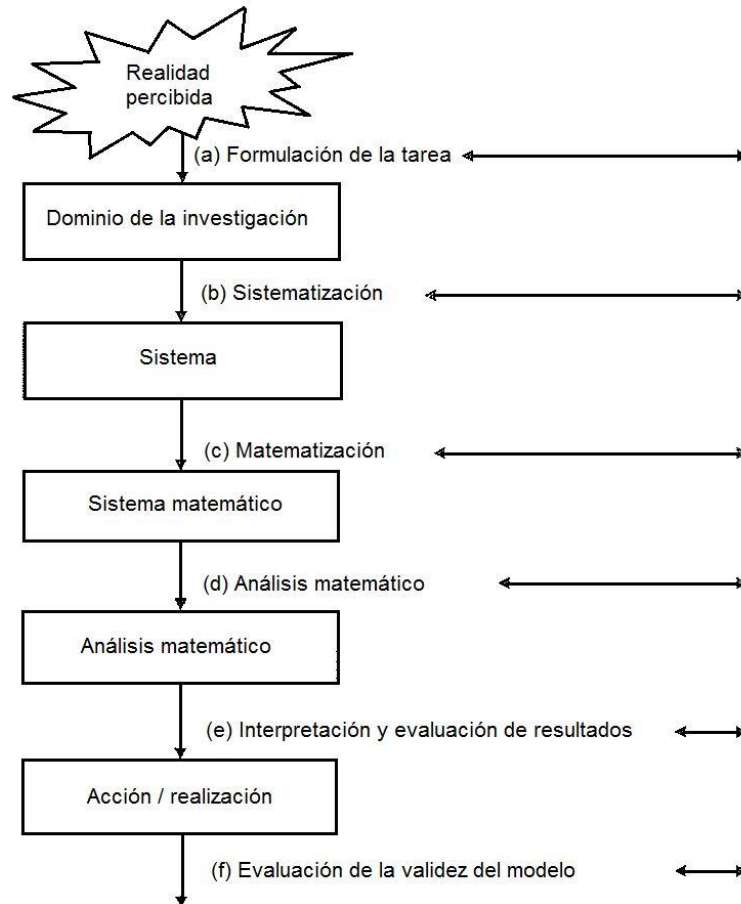 Realidad
percibida
(a) Formulación de la tarea
Dominio de la investigación
(b) Sistematización
Sistema
(c) Matematización
Sistema matemático
(d) Análisis matemático
Análisis matemático
(e) Interpretación y evaluación de resultados
Acción / realización
(f) Evaluación de la validez del modelo